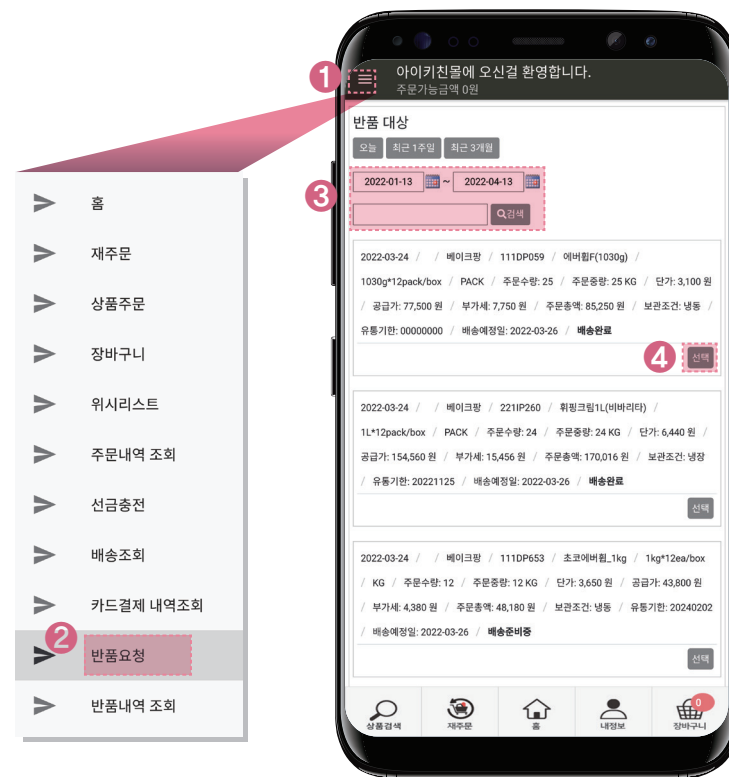 1
아이키친몰에 오신걸 환영합니다.
주문가능금액 0원
반품 대상
오늘
최근 1주일
최근 3개월
3
2022-01-13 ~ 2022-04-13
검색
2022-03-24 / / 베이크팡 / 111DP059 / 에버휩F(1030g) /
1030g*12pack/box / PACK / 주문수량: 25 / 주문중량: 25 KG / 단가: 3,100 원
/ 공급가: 77,500 원 / 부가세: 7,750 원 / 주문총액: 85,250 원 / 보관조건: 냉동 /
유통기한: 00000000 / 배송예정일: 2022-03-26 / 배송완료
4
선택
2022-03-24 / / 베이크팡 / 221IP260 / 휘핑크림1L(비바리타) /
1L*12pack/box / PACK / 주문수량: 24 / 주문중량: 24 KG / 단가: 6,440 원 /
공급가: 154,560 원 / 부가세: 15,456 원 / 주문총액: 170,016 원 / 보관조건: 냉장
/ 유통기한: 20221125 / 배송예정일: 2022-03-26 / 배송완료
선택
2022-03-24 / / 베이크팡 / 111DP653 / 초코에버휩_1kg / 1kg*12ea/box
/ KG / 주문수량: 12 / 주문중량: 12 KG / 단가: 3,650 원 / 공급가: 43,800 원
/ 부가세: 4,380 원 / 주문총액: 48,180 원 / 보관조건: 냉동 / 유통기한: 20240202
/ 배송예정일: 2022-03-26 / 배송준비중
선택
상품검색
재주문
홈
내정보
0
장바구니
홈
재주문
상품주문
장바구니
위시리스트
주문내역 조회
선금충전
배송조회
카드결제 내역조회
2
반품요청
반품내역 조회